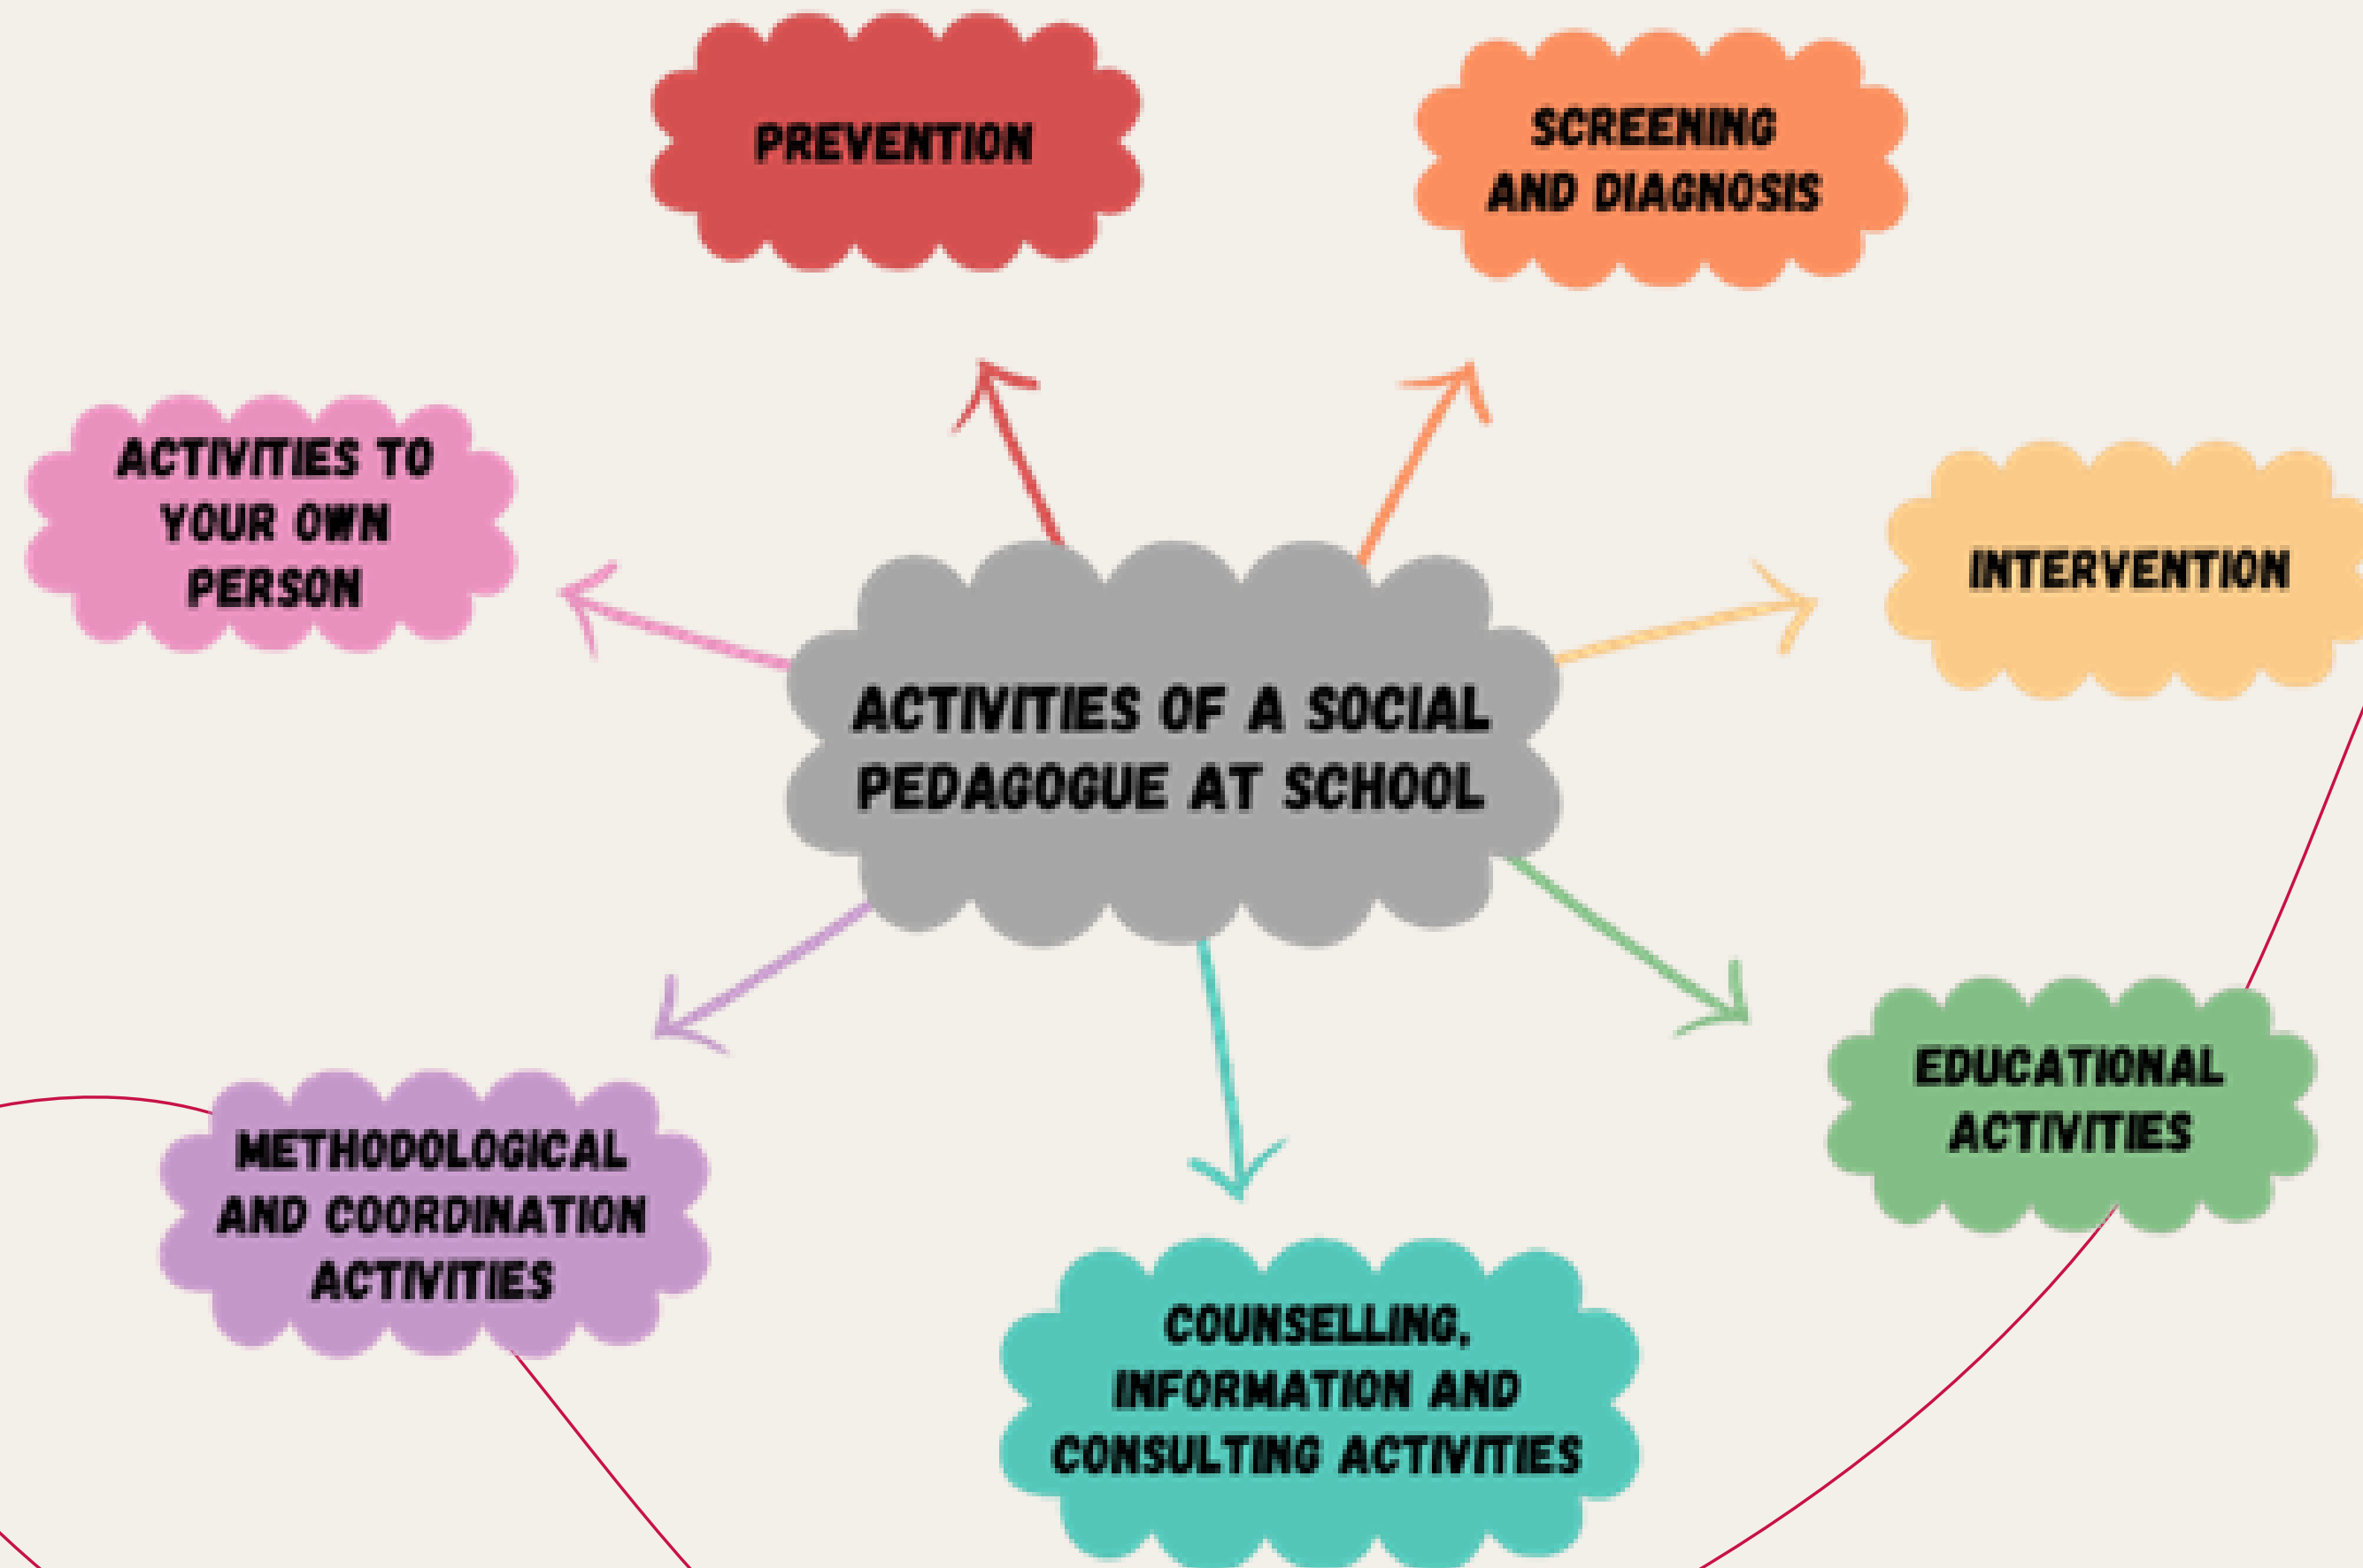 PREVENTION
SCREENING
AND DIAGNOSIS
ACTIVITIES TO
YOUR OWN
PERSON
INTERVENTION
ACTIVITIES OF A SOCIAL
PEDAGOGUE AT SCHOOL
EDUCATIONAL
ACTIVITIES
METHODOLOGICAL
AND COORDINATION
ACTIVITIES
COUNSELLING,
INFORMATION AND
CONSULTING ACTIVITIES